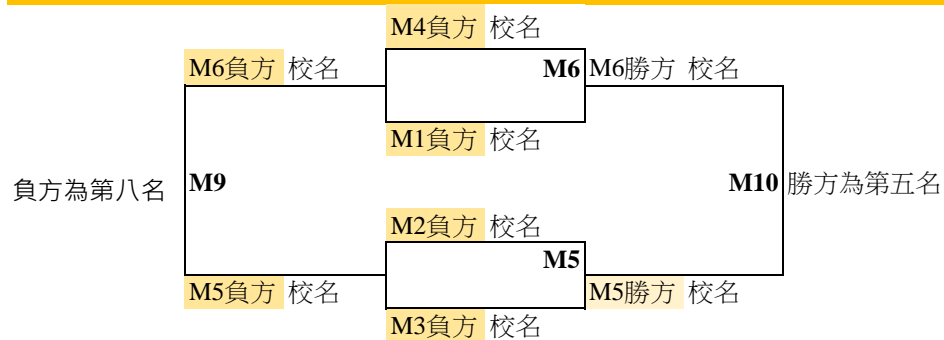 M4負方 校名
M6負方 校名
M6 M6勝方 校名
M1負方 校名
負方為第八名 M9
M10 勝方為第五名
M2負方 校名
M5
M5負方 校名
M5勝方 校名
M3負方 校名